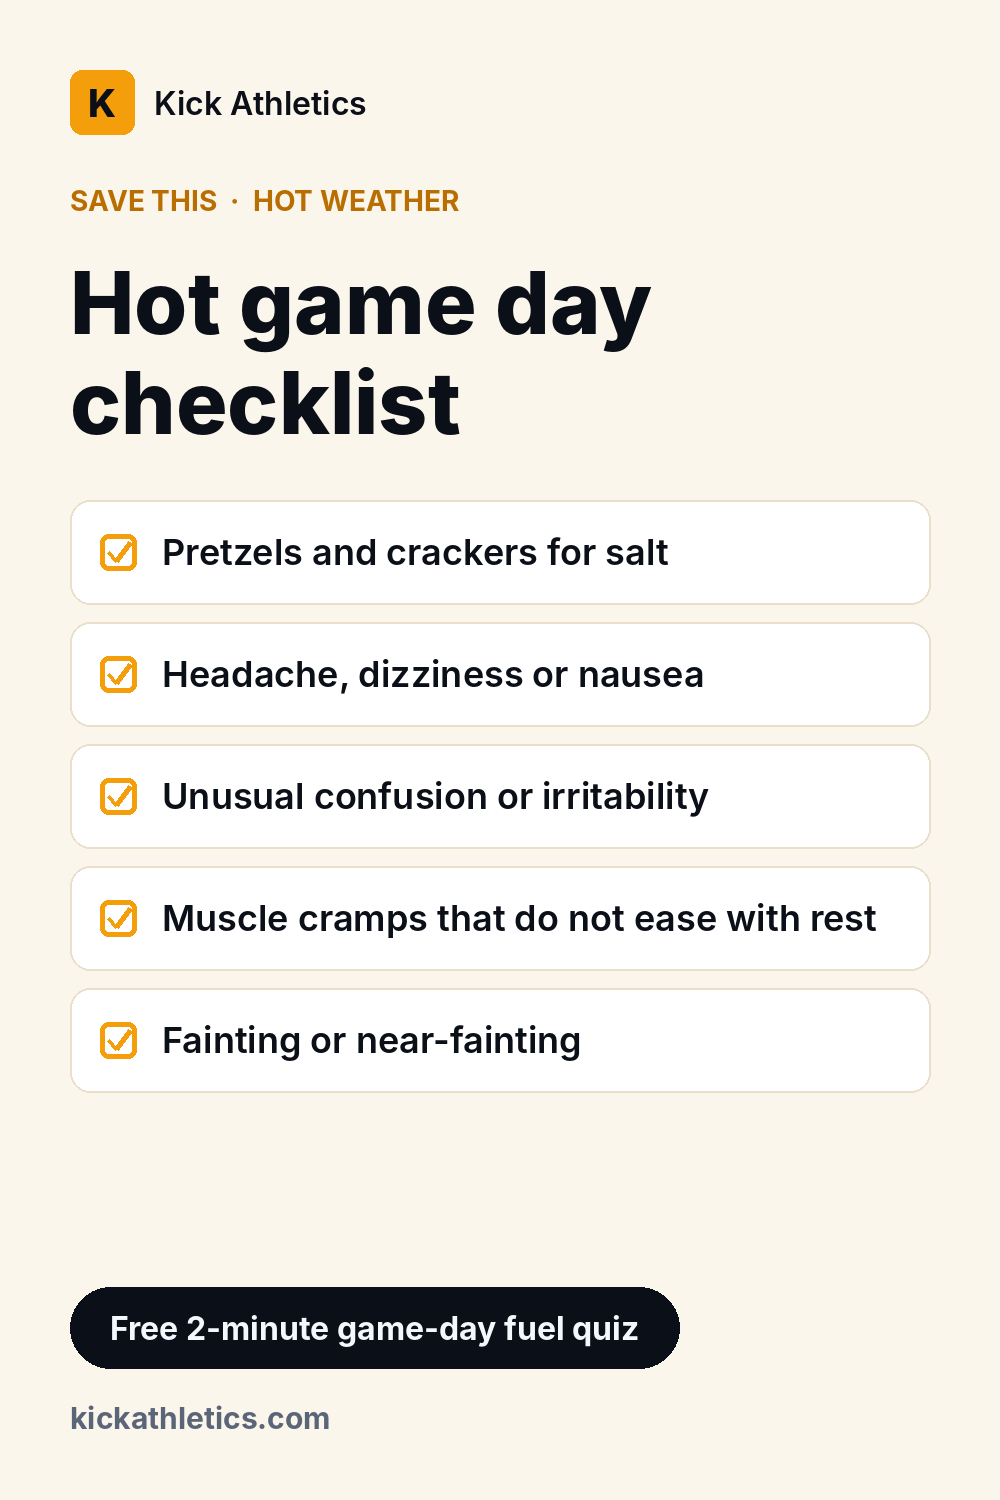 K
Kick Athletics
SAVE THIS · HOT WEATHER
Hot game day
checklist
Pretzels and crackers for salt
Headache, dizziness or nausea
Unusual confusion or irritability
Muscle cramps that do not ease with rest
Fainting or near-fainting
Free 2-minute game-day fuel quiz
kickathletics.com